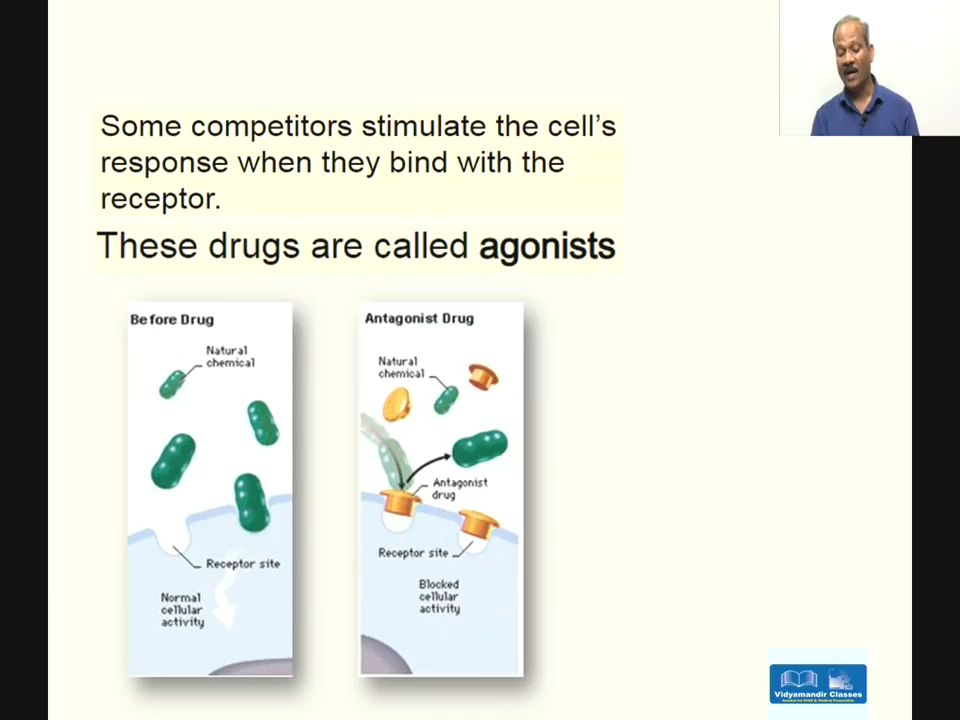 Some competitors stimulate the cell's
response when they bind with the
receptor.
These drugs are called agonists
Before Drug
Natural
chemical
Receptor site
Normal
cellular
activity
Antagonist Drug
Natural
chemical
Antagonist
drug
Receptor site
Blocked
cellular
activity
Vidyamandir Classes